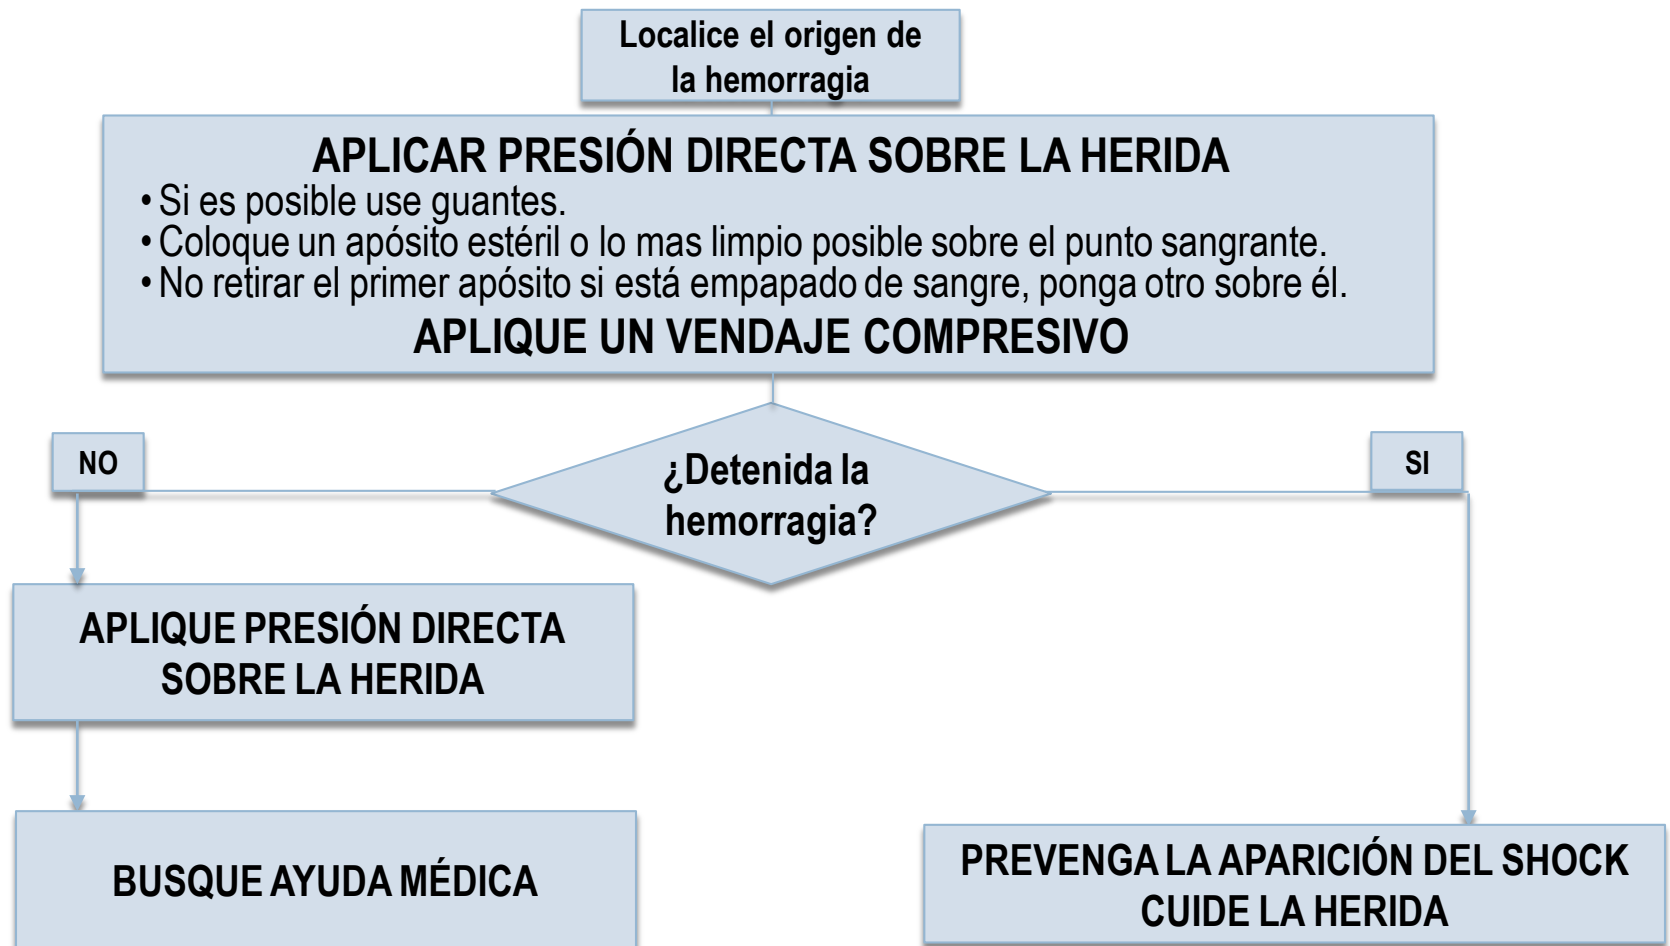 Localice el origen de
la hemorragia
APLICAR PRESIÓN DIRECTA SOBRE LA HERIDA
• Si es posible use guantes.
• Coloque un apósito estéril o lo mas limpio posible sobre el punto sangrante.
• No retirar el primer apósito si está empapado de sangre, ponga otro sobre él.
APLIQUE UN VENDAJE COMPRESIVO
NO
¿Detenida la
hemorragia?
SI
APLIQUE PRESIÓN DIRECTA
SOBRE LA HERIDA
BUSQUE AYUDA MÉDICA
PREVENGA LA APARICIÓN DEL SHOCK
CUIDE LA HERIDA